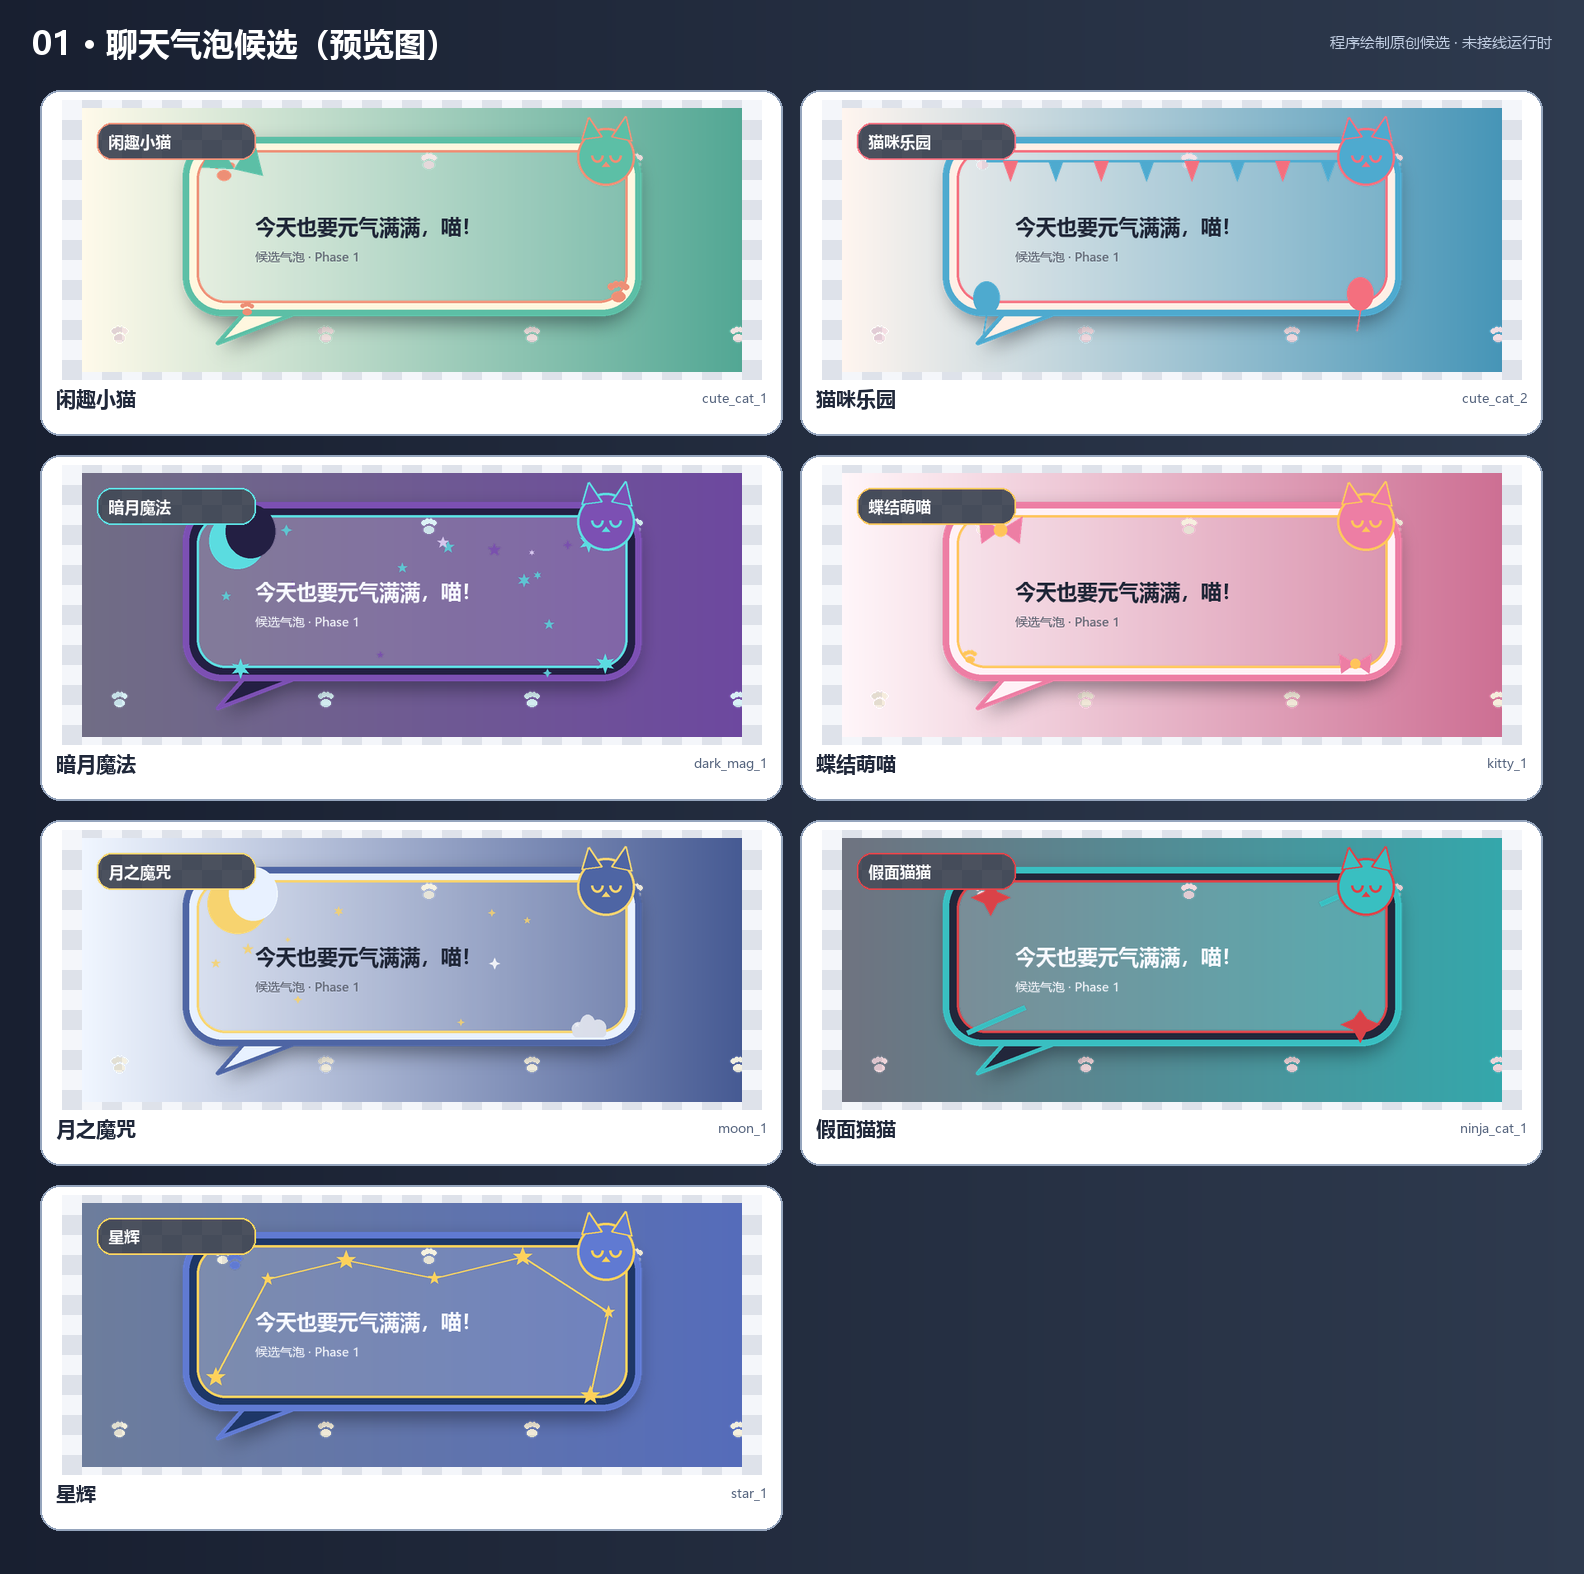 01 • 聊天气泡候选（预览图）
程序绘制原创候选 · 未接线运行时
闲趣小猫
今天也要元气满满，喵！
候选气泡 · Phase 1
闲趣小猫
cute_cat_1
猫咪乐园
今天也要元气满满，喵！
候选气泡 · Phase 1
猫咪乐园
cute_cat_2
暗月魔法
今天也要元气满满，喵！
候选气泡 · Phase 1
暗月魔法
dark_mag_1
蝶结萌喵
今天也要元气满满，喵！
候选气泡 · Phase 1
蝶结萌喵
kitty_1
月之魔咒
今天也要元气满满，喵！
候选气泡 · Phase 1
月之魔咒
moon_1
假面猫猫
今天也要元气满满，喵！
候选气泡 · Phase 1
假面猫猫
ninja_cat_1
星辉
今天也要元气满满，喵！
候选气泡 · Phase 1
星辉
star_1